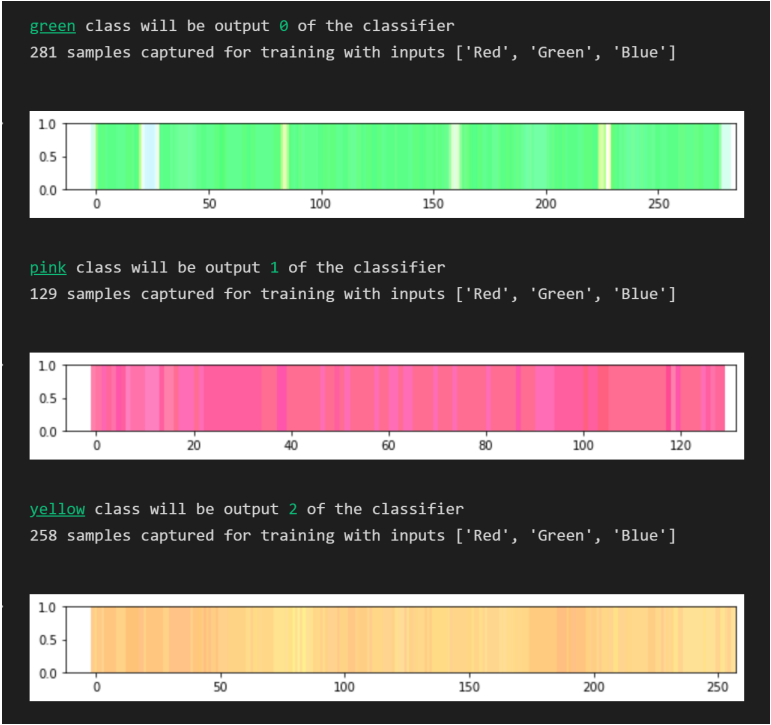 green class will be output 0 of the classifier
281 samples captured for training with inputs ['Red', 'Green', 'Blue']
1.0
0.5
0.0
0 50 100 150 200 250
pink class will be output 1 of the classifier
129 samples captured for training with inputs ['Red', 'Green', 'Blue']
1.0
0.5
0.0
0 20 40 60 80 100 120
yellow class will be output 2 of the classifier
258 samples captured for training with inputs ['Red', 'Green', 'Blue']
1.0
0.5
0.0
0 50 100 150 200 250